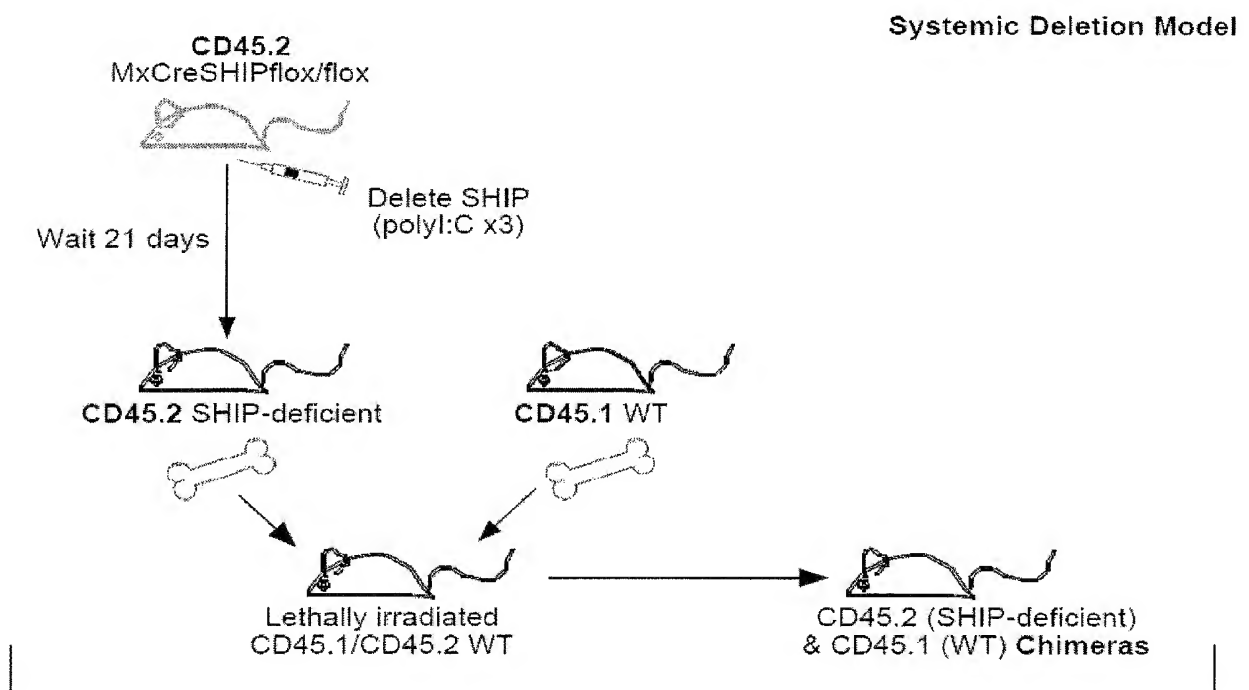 Systemic Deletion Model
CD45.2
MxCreSHIPflox/flox
Delete SHIP
(polyI:C x3)
Wait 21 days
CD45.2 SHIP-deficient
CD45.1 WT
Lethally irradiated
CD45.1/CD45.2 WT
CD45.2 (SHIP-deficient)
& CD45.1 (WT) Chimeras